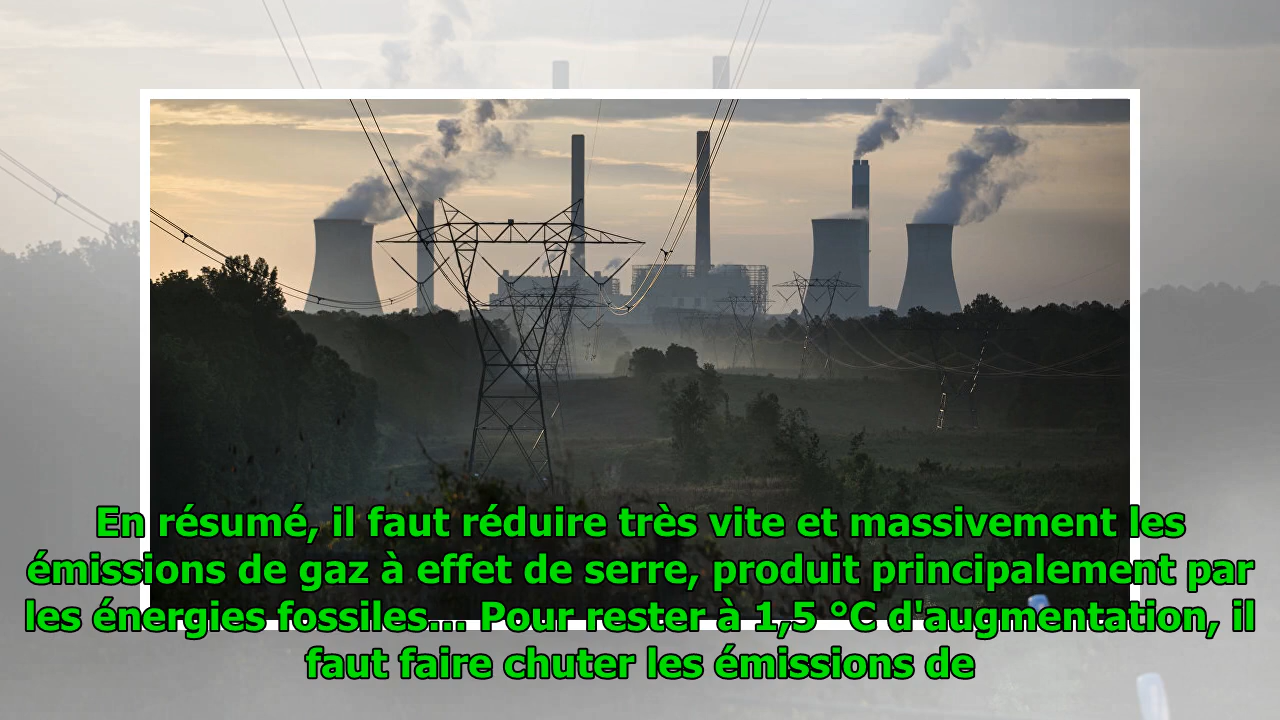 En résumé, il faut réduire très vite et massivement les
émissions de gaz à effet de serre, produit principalement par
les énergies fossiles... Pour rester à 1,5 °C d'augmentation, il
faut faire chuter les émissions de